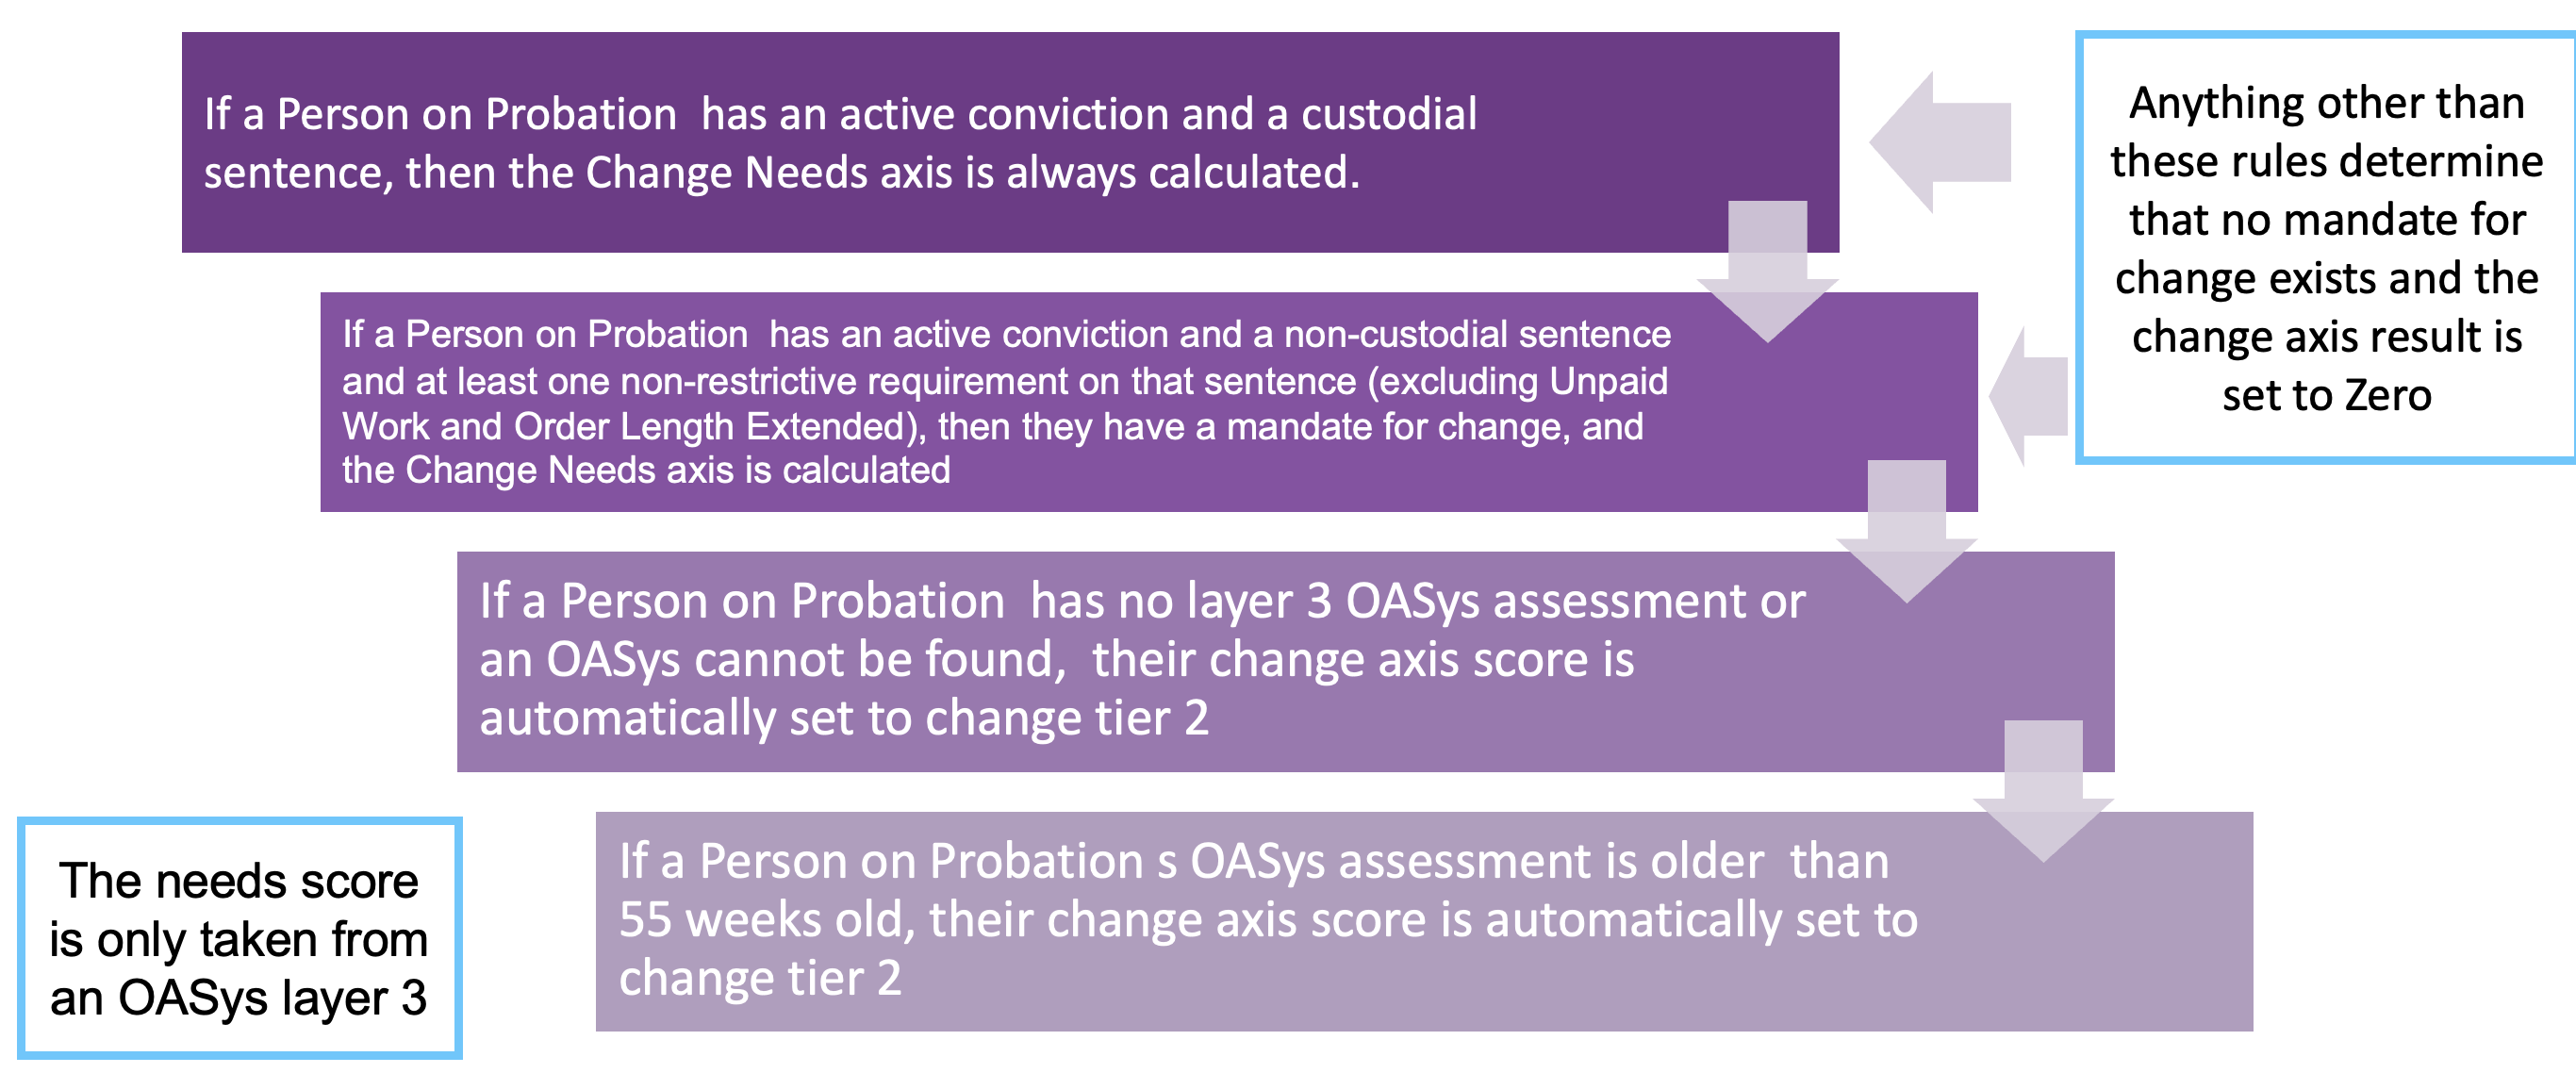 If a Person on Probation  has an active conviction and a custodial
sentence, then the Change Needs axis is always calculated.
Anything other than
these rules determine
that no mandate for
change exists and the
change axis result is
set to Zero
If a Person on Probation  has an active conviction and a non-custodial sentence
and at least one non-restrictive requirement on that sentence (excluding Unpaid
Work and Order Length Extended), then they have a mandate for change, and
the Change Needs axis is calculated
If a Person on Probation  has no layer 3 OASys assessment or
an OASys cannot be found,  their change axis score is
automatically set to change tier 2
If a Person on Probation s OASys assessment is older  than
55 weeks old, their change axis score is automatically set to
change tier 2
The needs score
is only taken from
an OASys layer 3